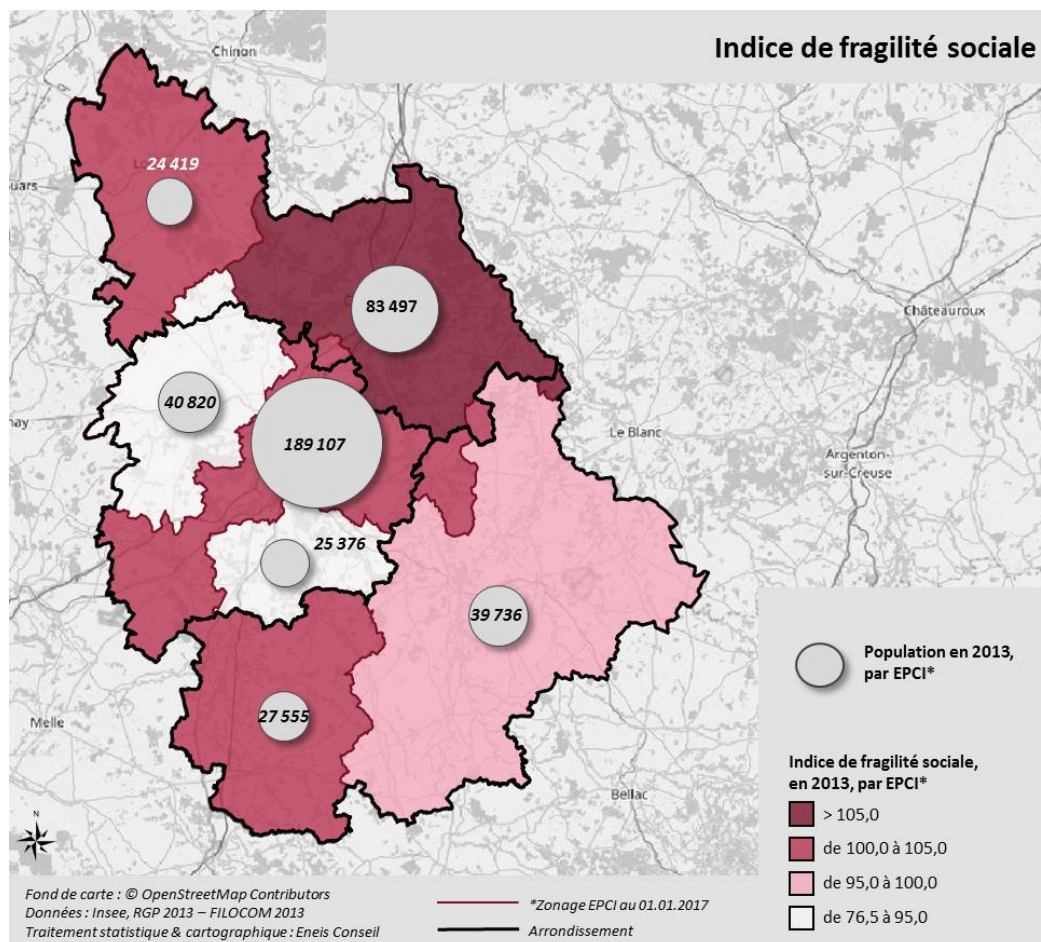 Indice de fragilité sociale
Chinon
24 419
83 497
Châteauroux
40 820
Le Blanc
189 107
Argenton-
sur-Creuse
25 376
39 736
27 555
Melle
Bellac
Population en 2013,
par EPCI*
Indice de fragilité sociale,
en 2013, par EPCI*
> 105,0
de 100,0 à 105,0
de 95,0 à 100,0
de 76,5 à 95,0
N
Fond de carte : © OpenStreetMap Contributors
Données : Insee, RGP 2013 – FILOCOM 2013
Traitement statistique & cartographique : Eneis Conseil
*Zonage EPCI au 01.01.2017
Arrondissement